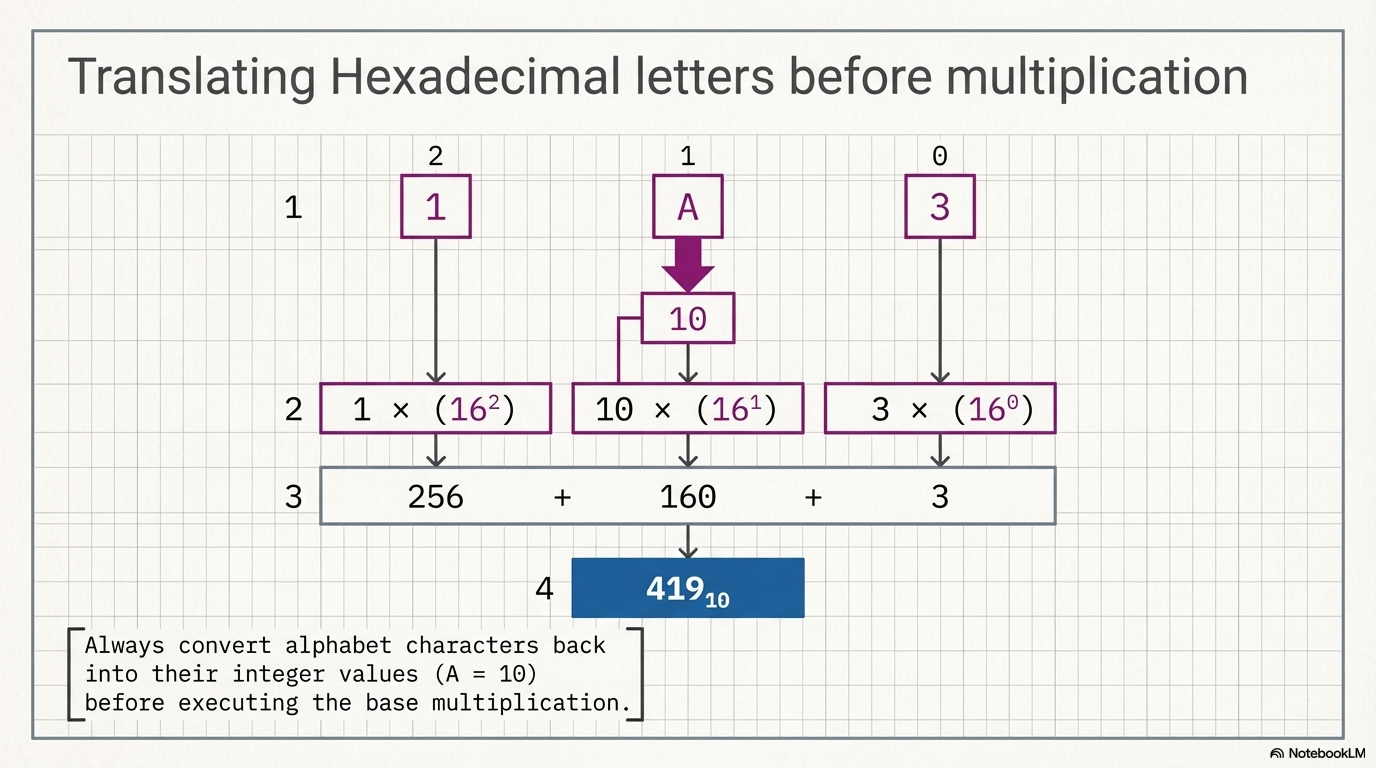 Translating Hexadecimal letters before multiplication
2 1 0
1 1 A 3
10
2 1 × (16²) 10 × (16¹) 3 × (16⁰)
3 256 + 160 + 3
4 419₁₀
Always convert alphabet characters back
into their integer values (A = 10)
before executing the base multiplication.
NotebookLM